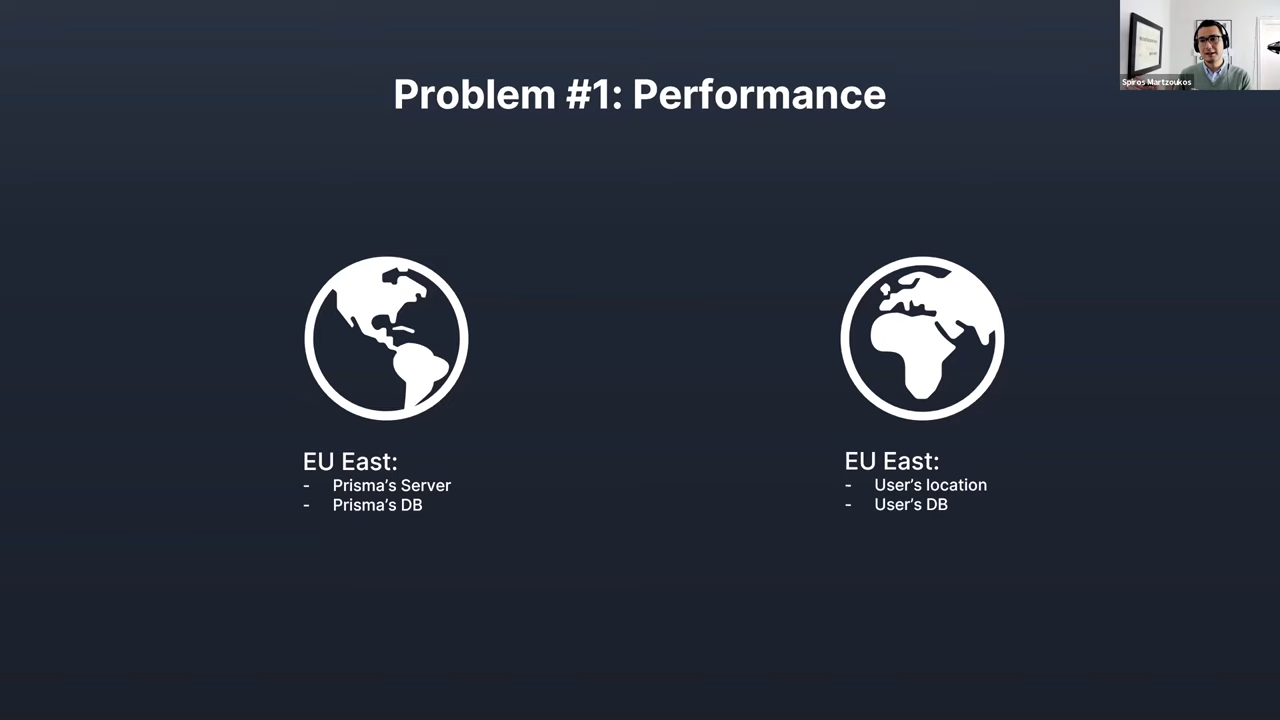 Problem #1: Performance
Spiros Martzoukos
EU East:
- Prisma's Server
- Prisma's DB
EU East:
- User's location
- User's DB